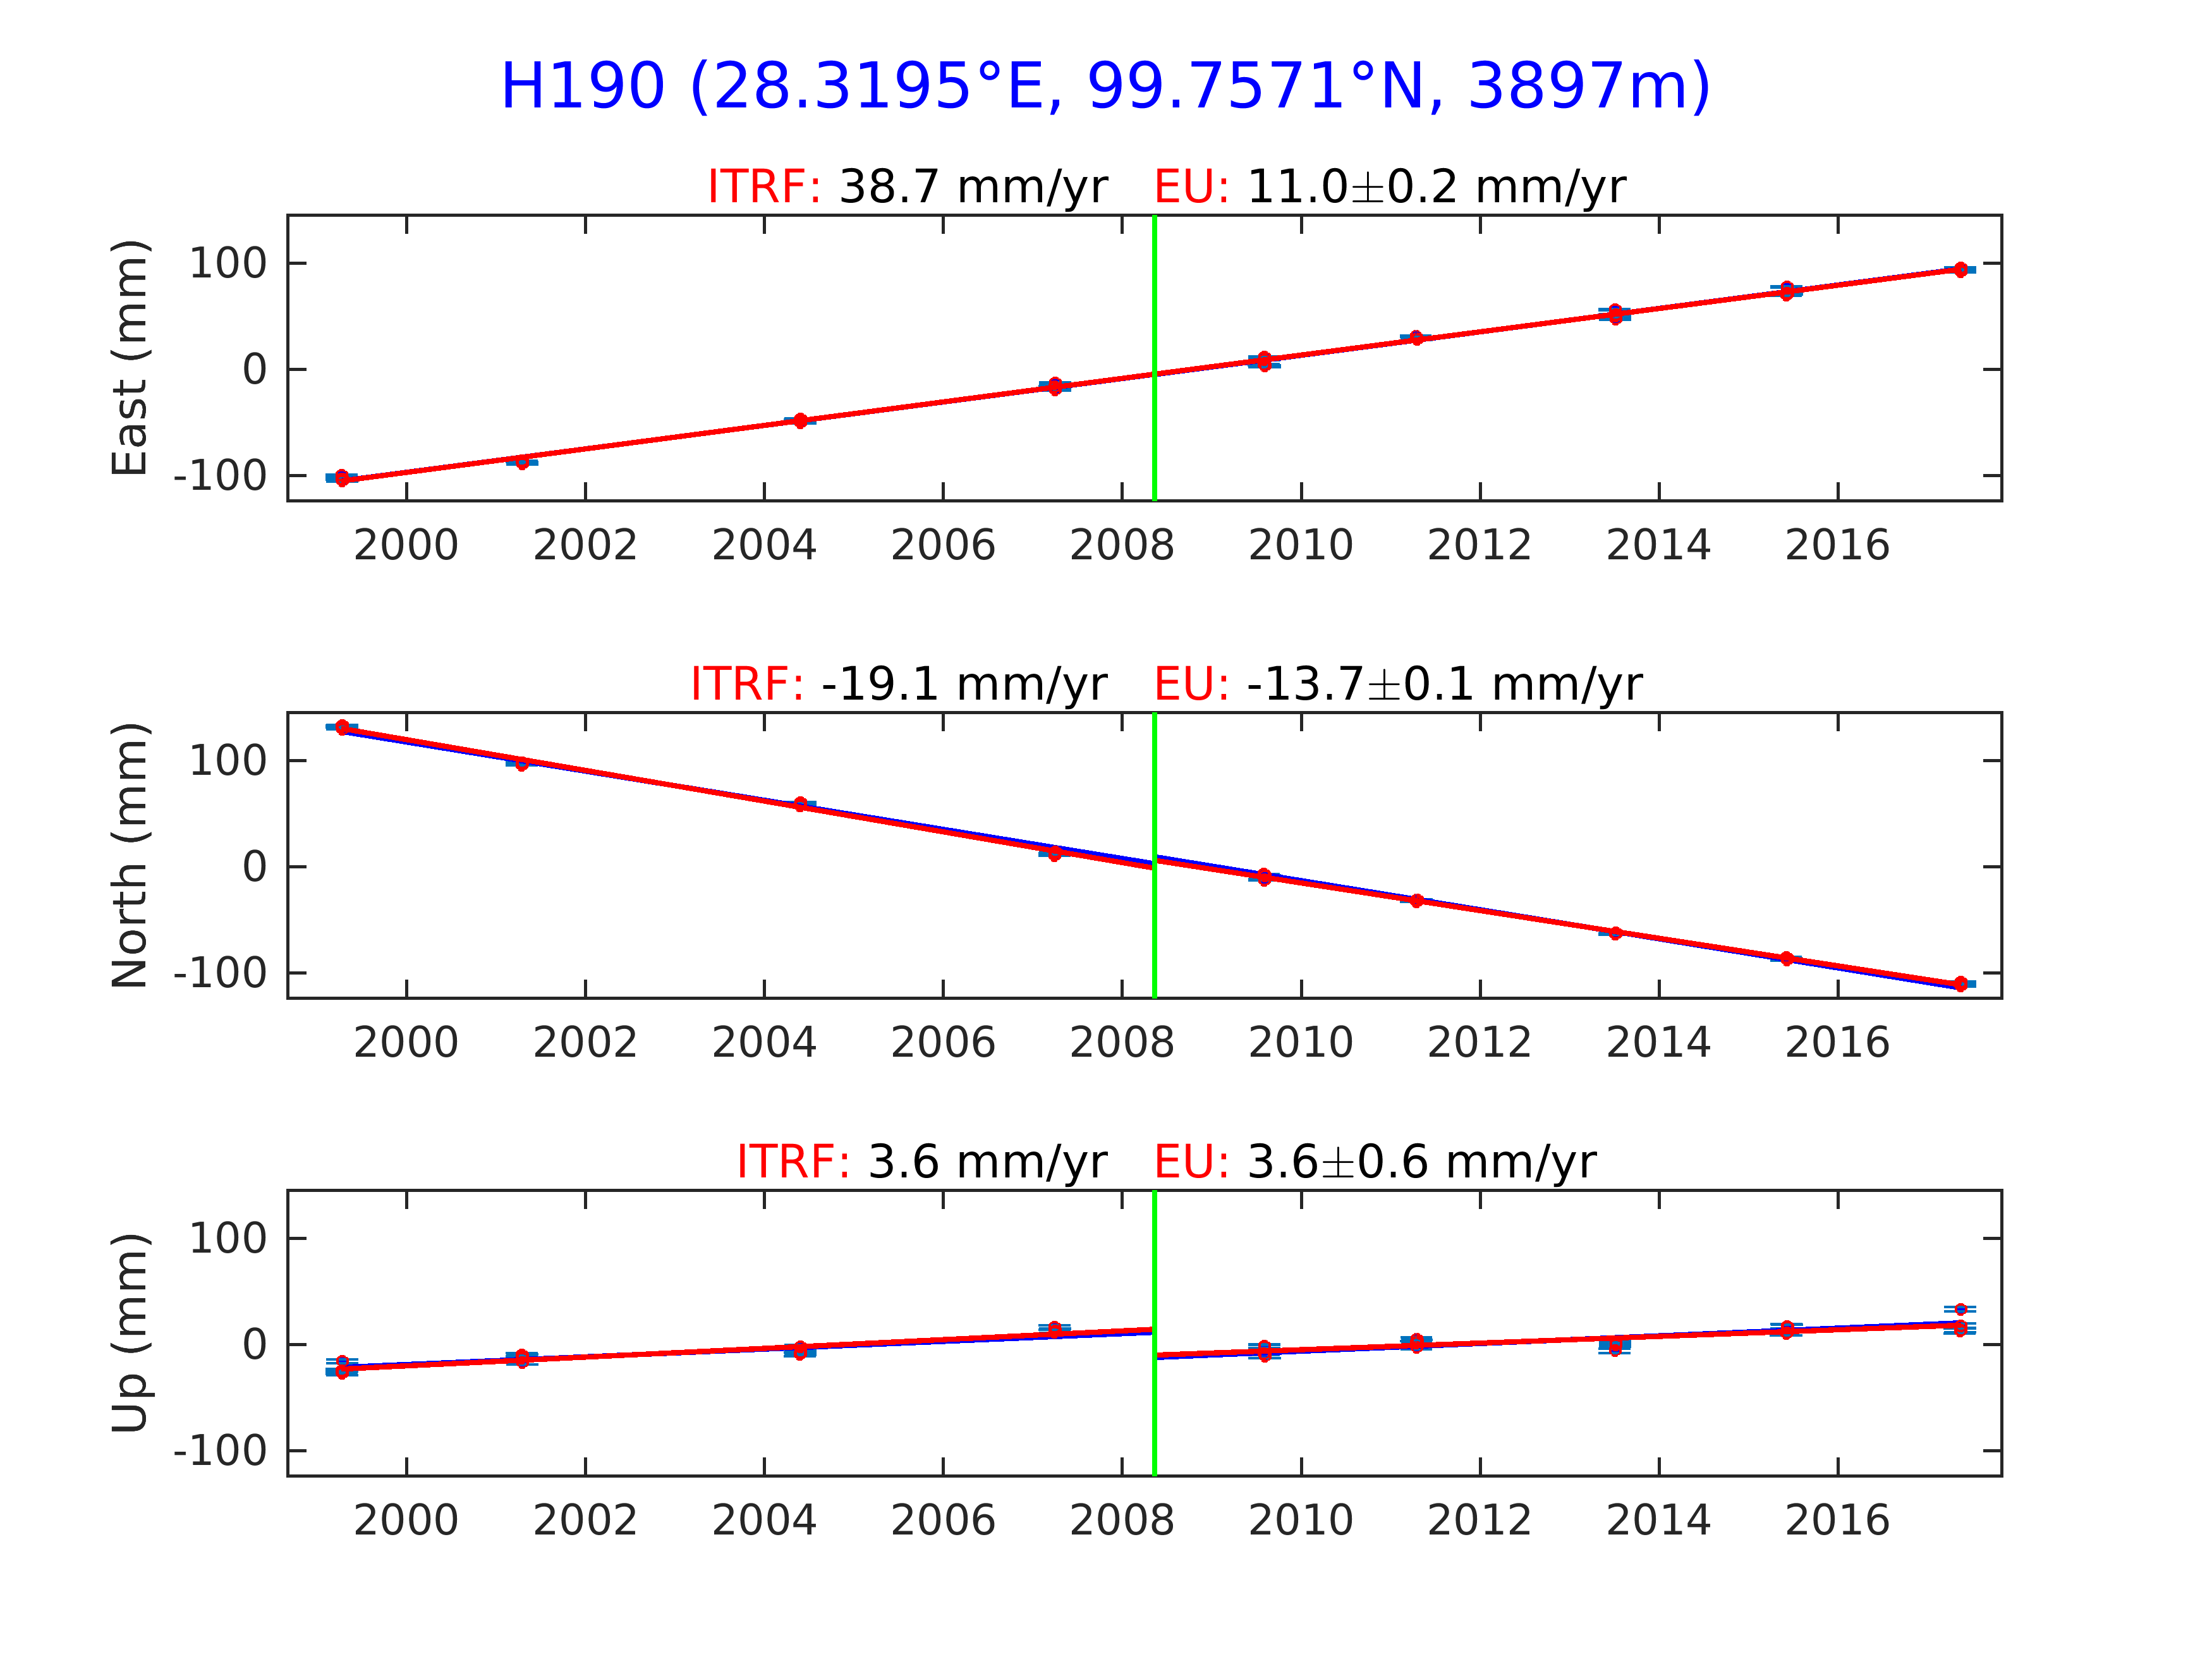 H190 (28.3195°E, 99.7571°N, 3897m)
ITRF: 38.7 mm/yr EU: 11.0±0.2 mm/yr
East (mm)
100
0
-100
2000 2002 2004 2006 2008 2010 2012 2014 2016
ITRF: -19.1 mm/yr EU: -13.7±0.1 mm/yr
North (mm)
100
0
-100
2000 2002 2004 2006 2008 2010 2012 2014 2016
ITRF: 3.6 mm/yr EU: 3.6±0.6 mm/yr
Up (mm)
100
0
-100
2000 2002 2004 2006 2008 2010 2012 2014 2016